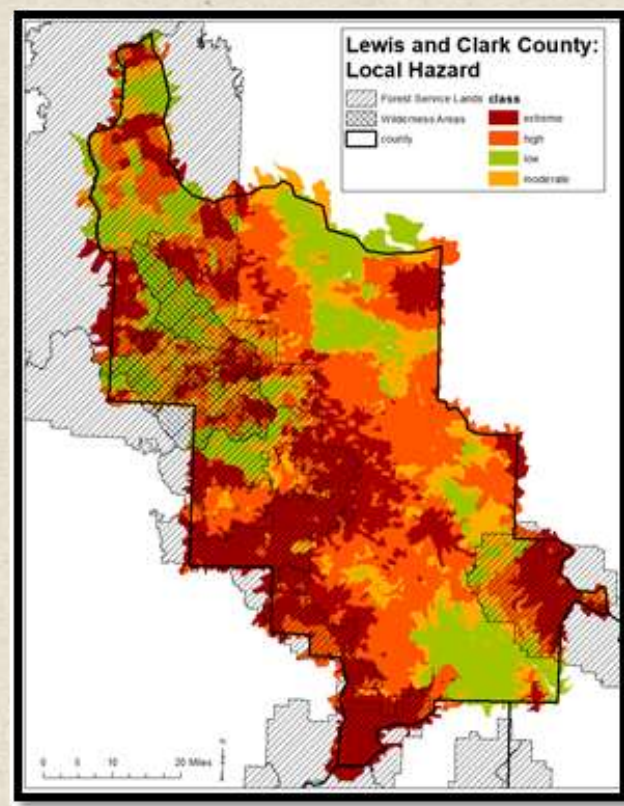 Lewis and Clark County:
Local Hazard
Forest Service Lands
Wilderness Areas
county
class
extreme
high
low
moderate
0 5 10 20 Miles